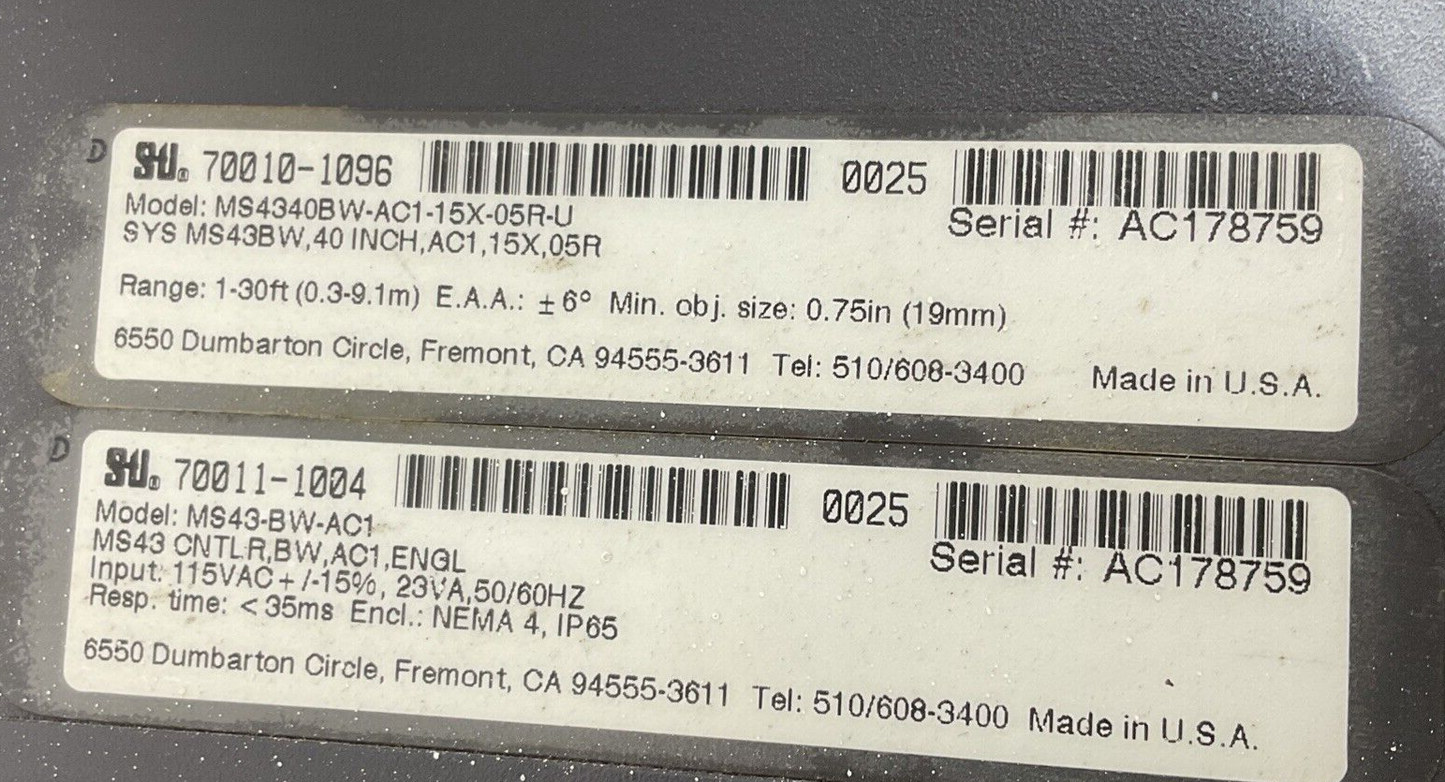 D STI® 70010-1096 0025
Model: MS4340BW-AC1-15X-05R-U Serial #: AC178759
SYS MS43BW,40 INCH,AC1,15X,05R
Range: 1-30ft (0.3-9.1m) E.A.A.: ±6° Min. obj. size: 0.75in (19mm)
6550 Dumbarton Circle, Fremont, CA 94555-3611 Tel: 510/608-3400 Made in U.S.A.
D STI® 70011-1004 0025
Model: MS43-BW-AC1 Serial #: AC178759
MS43 CNTLR,BW,AC1,ENGL
Input: 115VAC+/-15%, 23VA,50/60HZ
Resp. time: <35ms Encl.: NEMA 4, IP65
6550 Dumbarton Circle, Fremont, CA 94555-3611 Tel: 510/608-3400 Made in U.S.A.